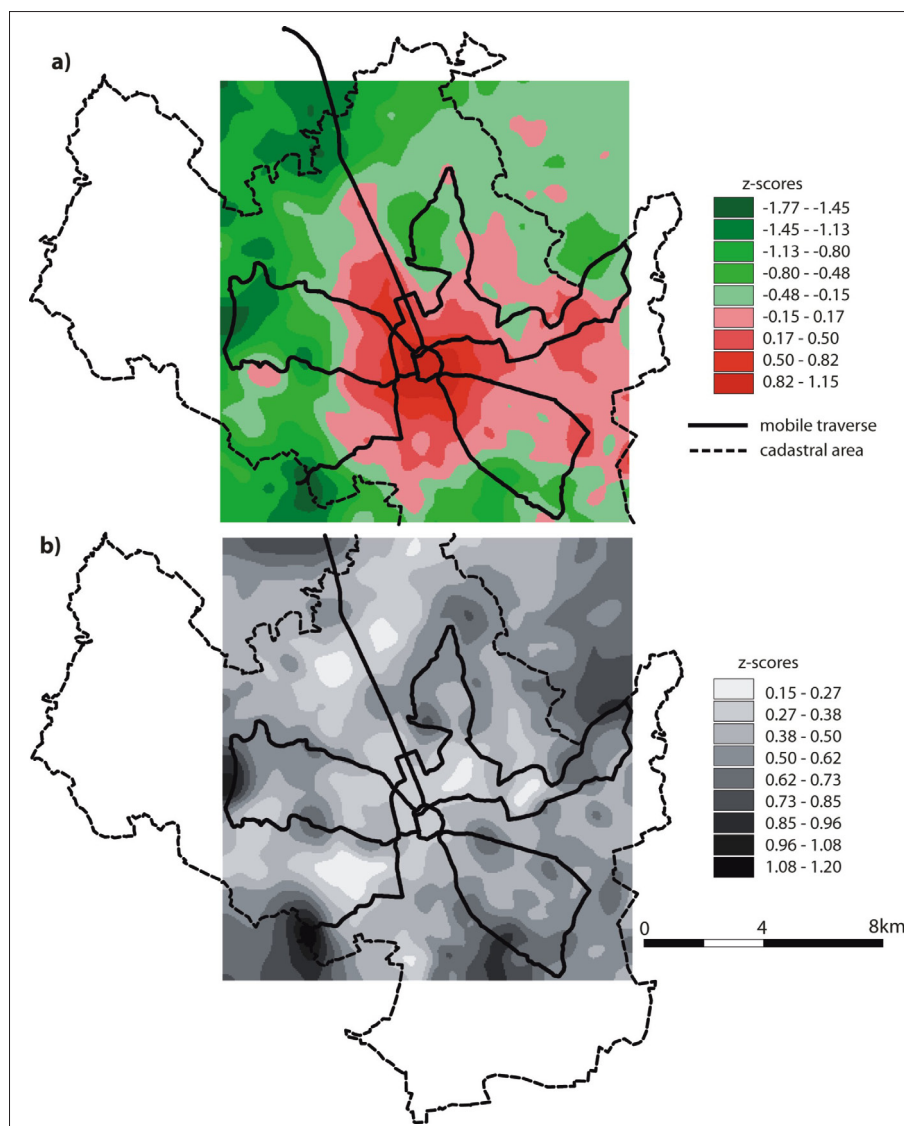 a)
z-scores
-1.77 - -1.45
-1.45 - -1.13
-1.13 - -0.80
-0.80 - -0.48
-0.48 - -0.15
-0.15 - 0.17
0.17 - 0.50
0.50 - 0.82
0.82 - 1.15
mobile traverse
cadastral area
b)
z-scores
0.15 - 0.27
0.27 - 0.38
0.38 - 0.50
0.50 - 0.62
0.62 - 0.73
0.73 - 0.85
0.85 - 0.96
0.96 - 1.08
1.08 - 1.20
0 4 8km